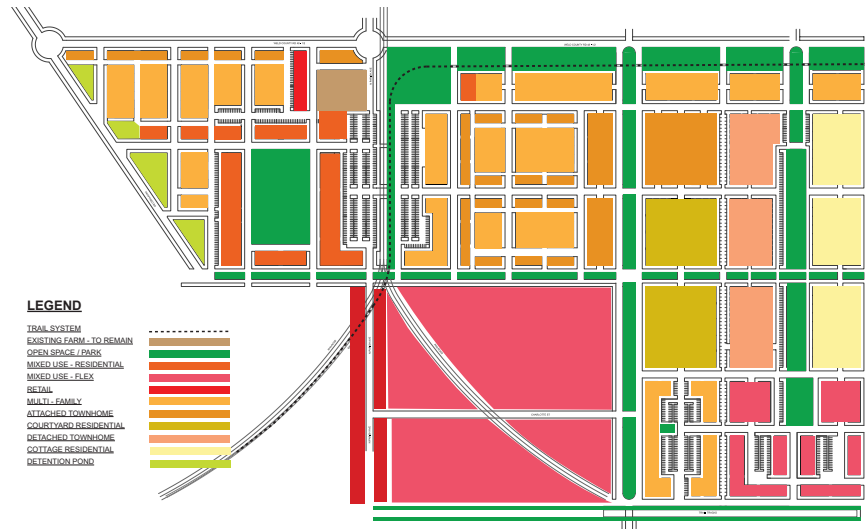 LEGEND
TRAIL SYSTEM
EXISTING FARM - TO REMAIN
OPEN SPACE / PARK
MIXED USE - RESIDENTIAL
MIXED USE - FLEX
RETAIL
MULTI - FAMILY
ATTACHED TOWNHOME
COURTYARD RESIDENTIAL
DETACHED TOWNHOME
COTTAGE RESIDENTIAL
DETENTION POND